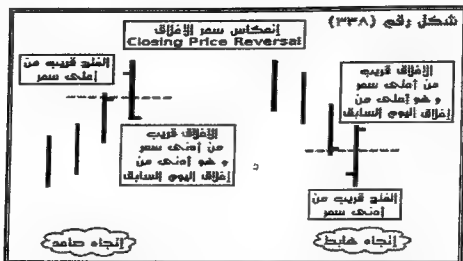 شكل رقم (٣٣٨)
إنعكاس سعر الإغلاق
Closing Price Reversal
الفتح قريب من
أعلى سعر
الإغلاق قريب
من أدنى سعر
و هو أدنى من
إغلاق اليوم السابق
إتجاه صاعد
الإغلاق قريب
من أعلى سعر
و هو أعلى من
إغلاق اليوم السابق
الفتح قريب من
أدنى سعر
إتجاه هابط